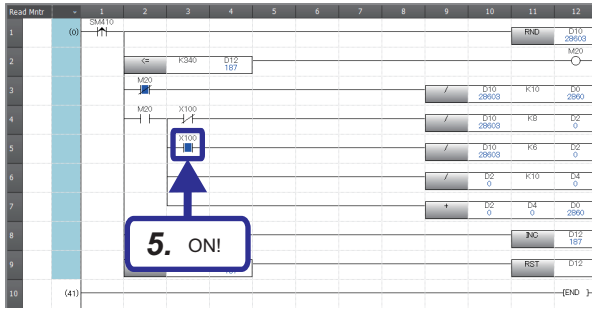 Read Mntr 1 2 3 4 5 6 7 8 9 10 11 12
1 (0) SM410 RND D10 28603
2 <= K340 D12 187 M20
3 M20 / D10 28603 K10 D0 2860
4 M20 X100 / D10 28603 K8 D2 0
5 X100 / D10 28603 K6 D2 0
6 / D2 0 K10 D4 0
7 + D2 0 D4 0 D0 2860
8 INC D12 187
9 RST D12
10 (41) [END ]
5. ON!